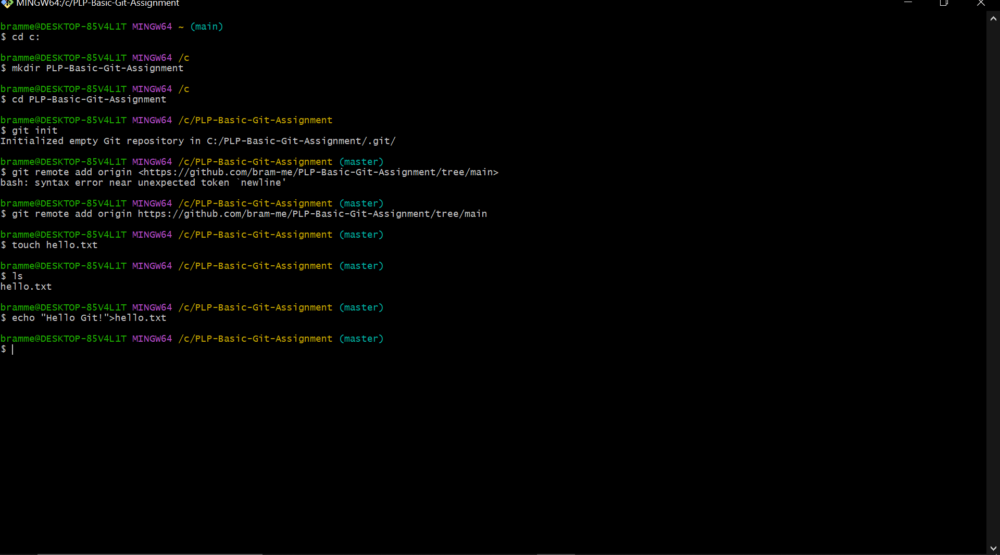 MINGW64:/c/PLP-Basic-Git-Assignment
bramme@DESKTOP-85V4L1T MINGW64 ~ (main)
$ cd c:
bramme@DESKTOP-85V4L1T MINGW64 /c
$ mkdir PLP-Basic-Git-Assignment
bramme@DESKTOP-85V4L1T MINGW64 /c
$ cd PLP-Basic-Git-Assignment
bramme@DESKTOP-85V4L1T MINGW64 /c/PLP-Basic-Git-Assignment
$ git init
Initialized empty Git repository in C:/PLP-Basic-Git-Assignment/.git/
bramme@DESKTOP-85V4L1T MINGW64 /c/PLP-Basic-Git-Assignment (master)
$ git remote add origin <https://github.com/bram-me/PLP-Basic-Git-Assignment/tree/main>
bash: syntax error near unexpected token `newline'
bramme@DESKTOP-85V4L1T MINGW64 /c/PLP-Basic-Git-Assignment (master)
$ git remote add origin https://github.com/bram-me/PLP-Basic-Git-Assignment/tree/main
bramme@DESKTOP-85V4L1T MINGW64 /c/PLP-Basic-Git-Assignment (master)
$ touch hello.txt
bramme@DESKTOP-85V4L1T MINGW64 /c/PLP-Basic-Git-Assignment (master)
$ ls
hello.txt
bramme@DESKTOP-85V4L1T MINGW64 /c/PLP-Basic-Git-Assignment (master)
$ echo "Hello Git!">hello.txt
bramme@DESKTOP-85V4L1T MINGW64 /c/PLP-Basic-Git-Assignment (master)
$